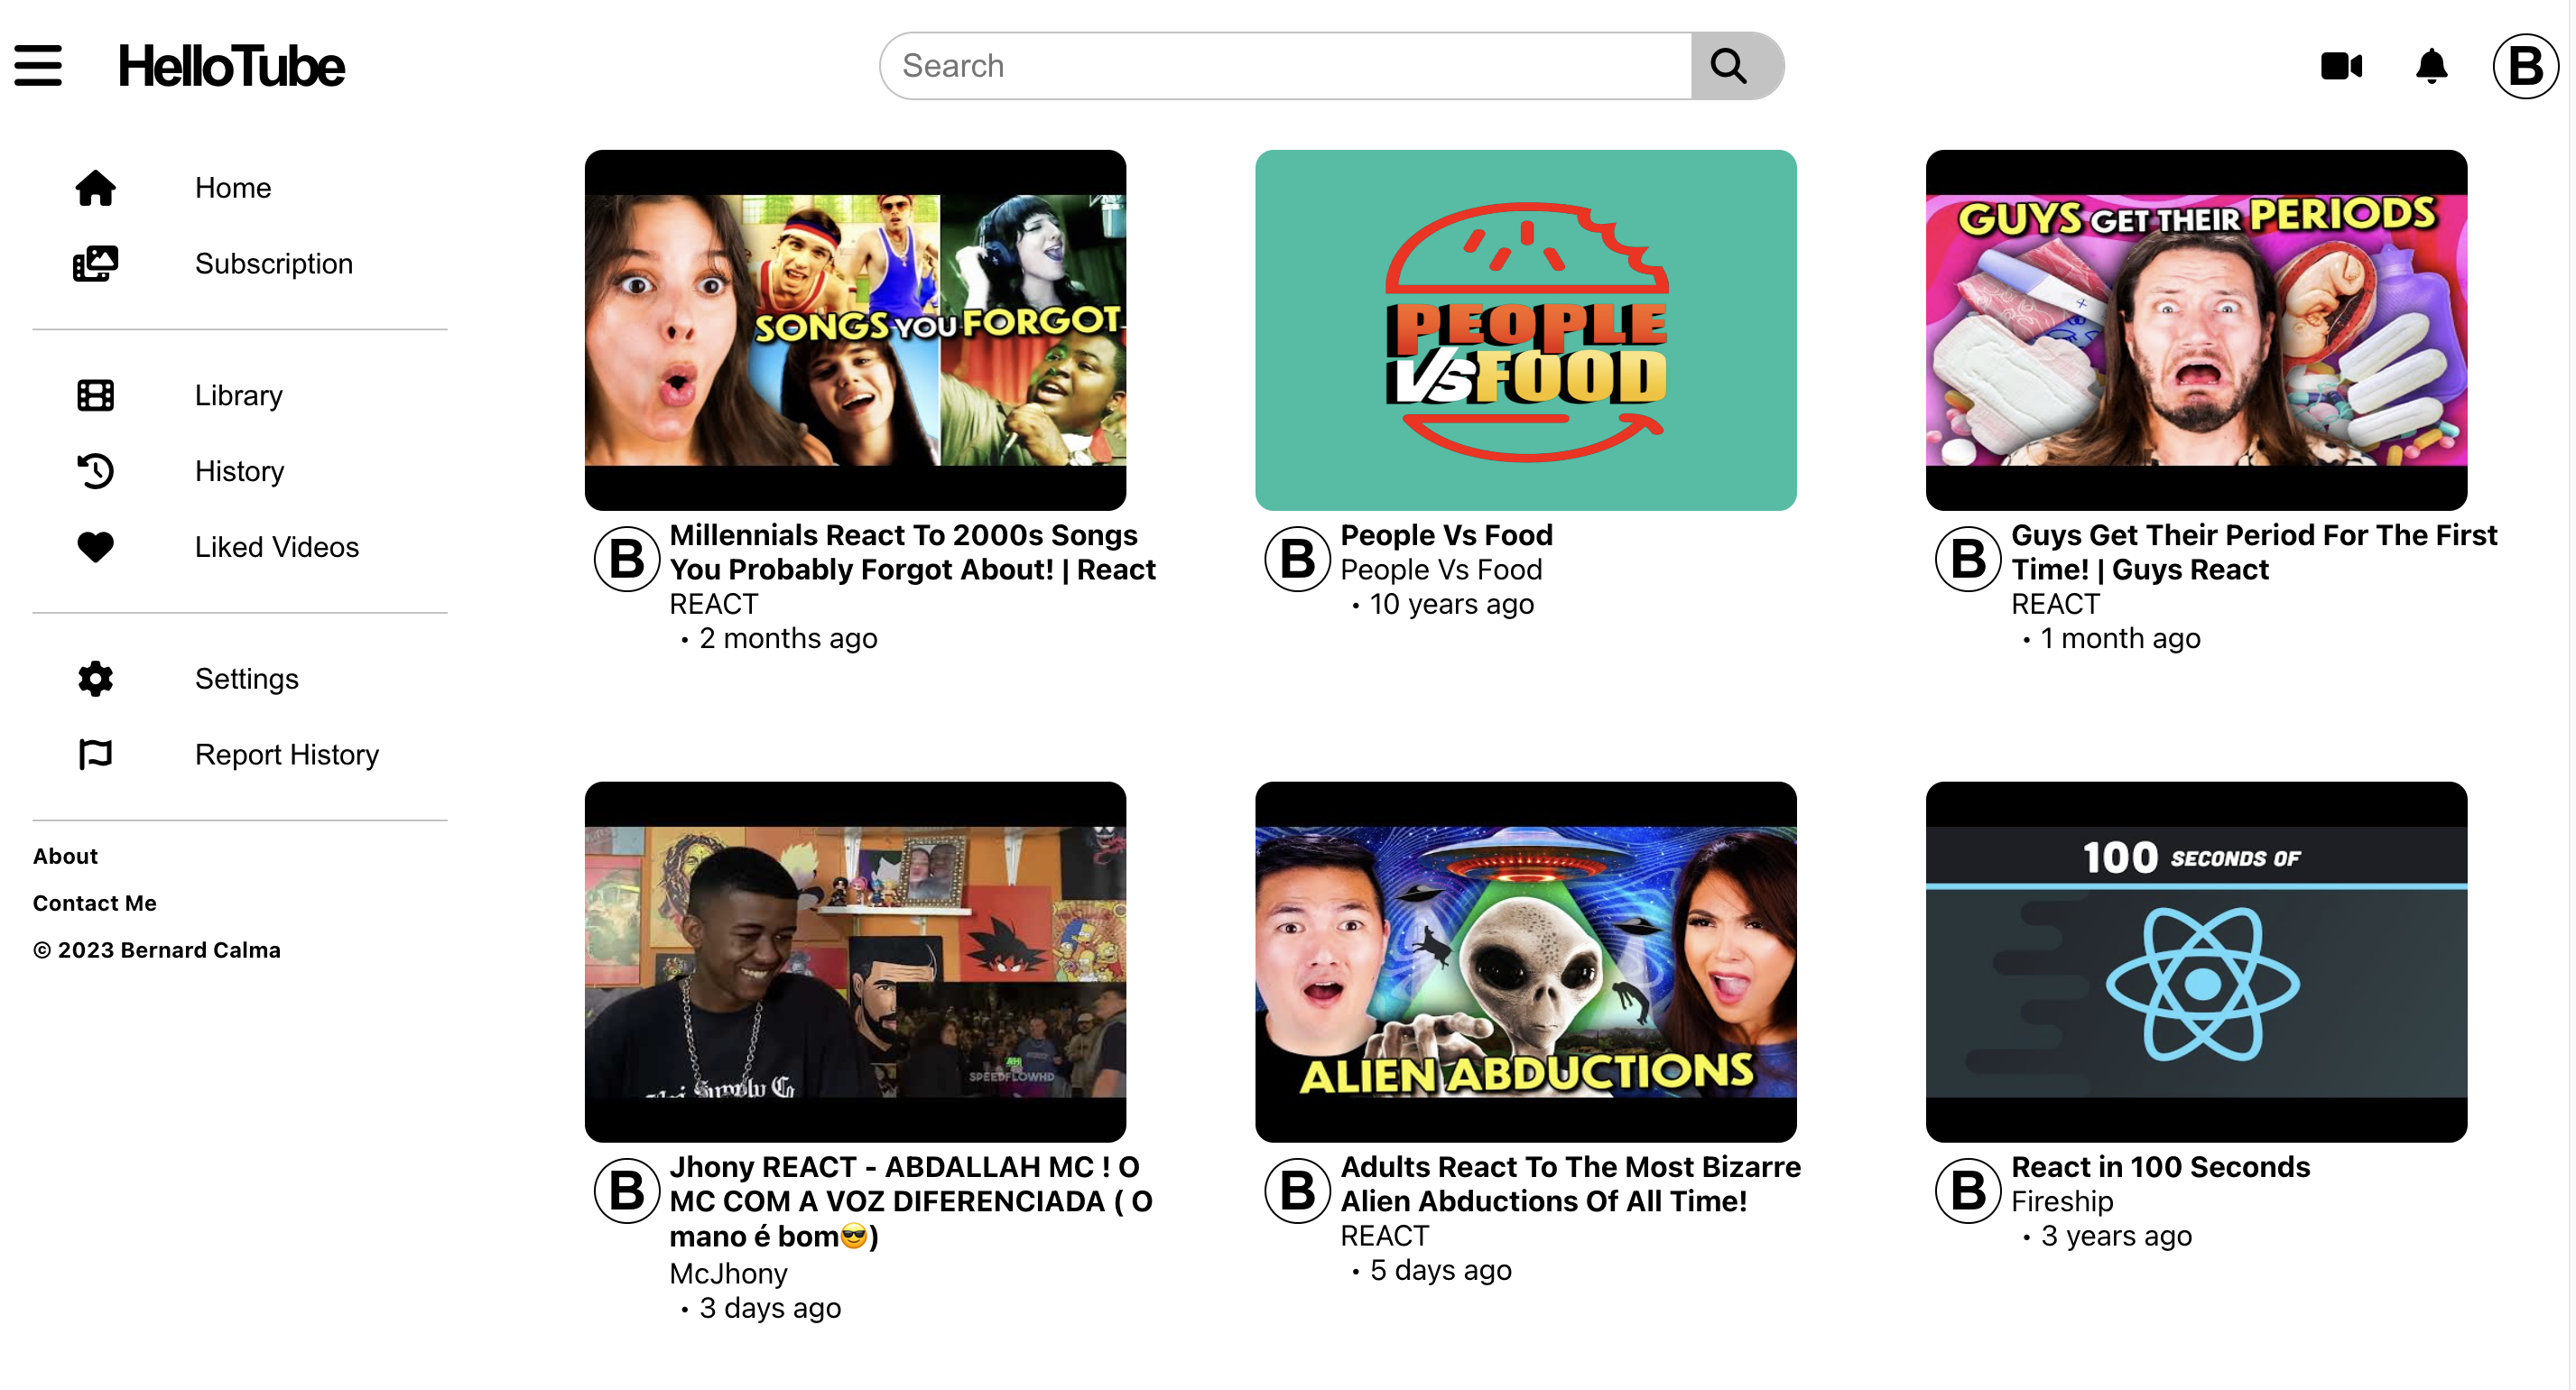 HelloTube
Search
B
Home
Subscription
Library
History
Liked Videos
Settings
Report History
About
Contact Me
© 2023 Bernard Calma
SONGS YOU FORGOT
B
Millennials React To 2000s Songs
You Probably Forgot About! | React
REACT
• 2 months ago
PEOPLE
VS FOOD
B
People Vs Food
People Vs Food
• 10 years ago
GUYS GET THEIR PERIODS
B
Guys Get Their Period For The First
Time! | Guys React
REACT
• 1 month ago
SPEEDFLOWHD
B
Jhony REACT - ABDALLAH MC ! O
MC COM A VOZ DIFERENCIADA ( O
mano é bom😎)
McJhony
• 3 days ago
ALIEN ABDUCTIONS
B
Adults React To The Most Bizarre
Alien Abductions Of All Time!
REACT
• 5 days ago
100 SECONDS OF
B
React in 100 Seconds
Fireship
• 3 years ago